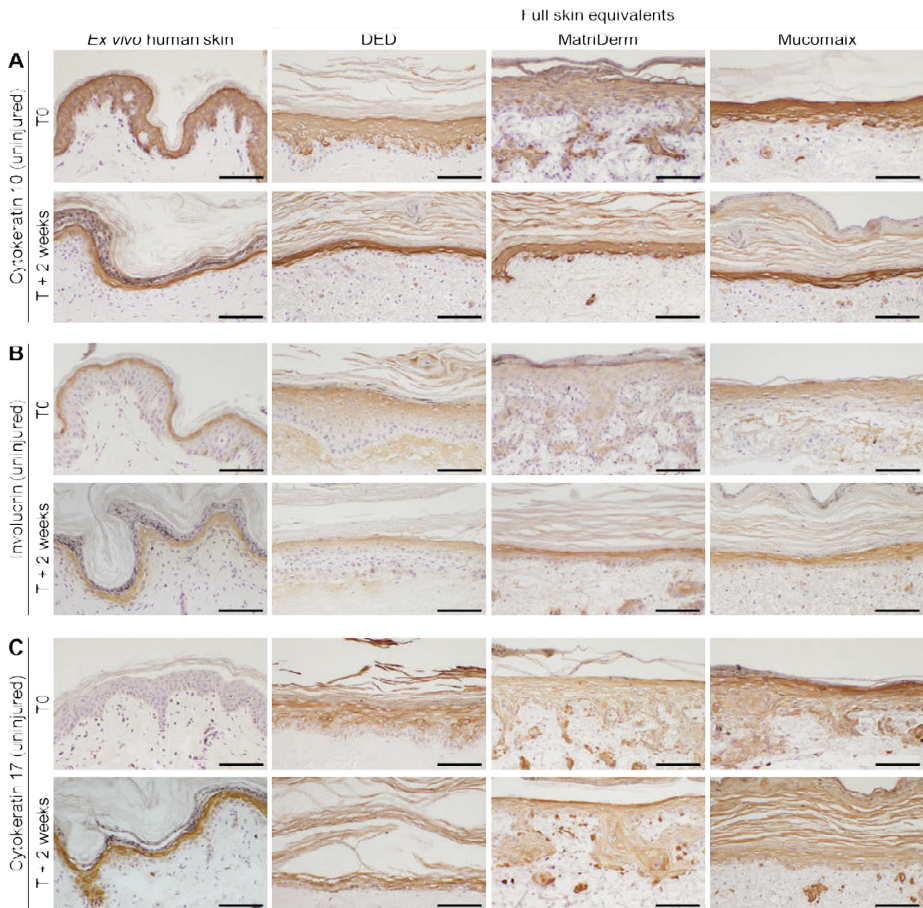 Full skin equivalents
Ex vivo human skin
DED
MatriDerm
Mucomaix
A
Cytokeratin 10 (uninjured)
T0
T + 2 weeks
B
Involucrin (uninjured)
T0
T + 2 weeks
C
Cytokeratin 17 (uninjured)
T0
T + 2 weeks